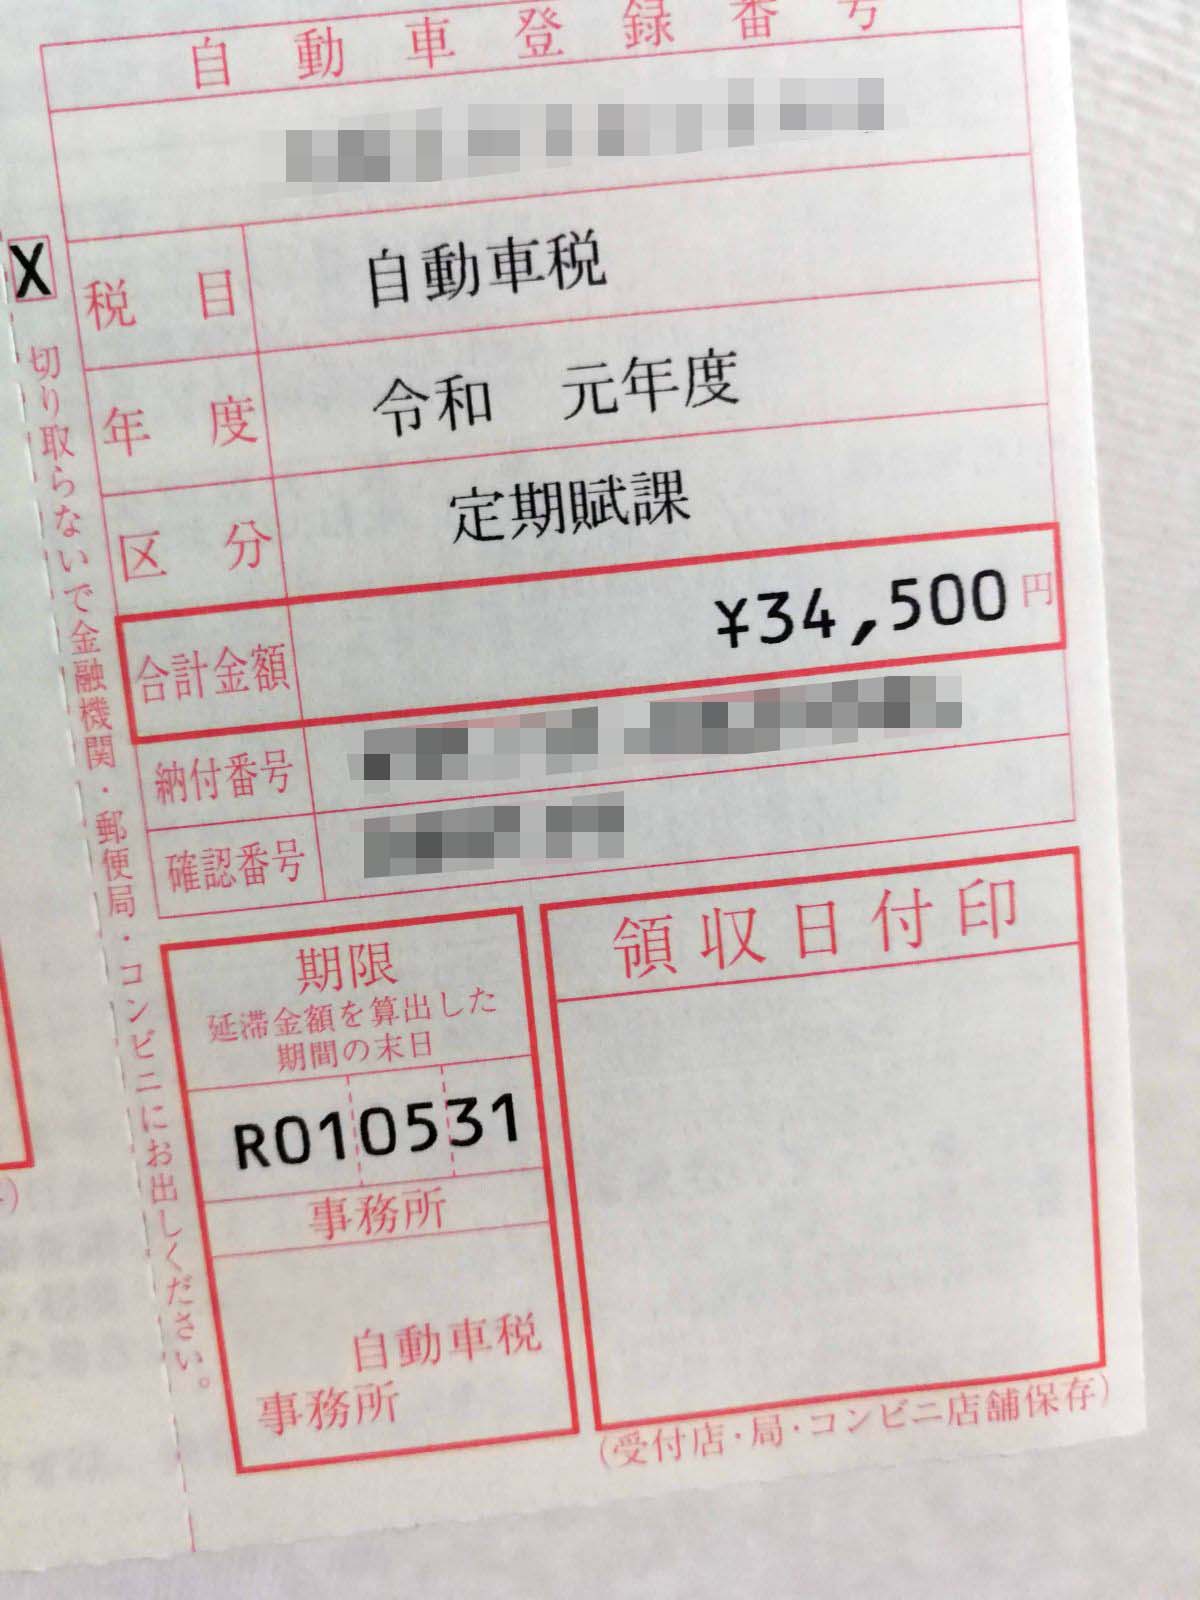 自動車登録番号
X
税目 自動車税
年度 令和 元年度
区分 定期賦課
合計金額 ¥34,500 円
納付番号
確認番号
切り取らないで金融機関・郵便局・コンビニにお出しください。
期限
延滞金額を算出した
期間の末日
R010531
事務所
自動車税
事務所
領収日付印
(受付店・局・コンビニ店舗保存)